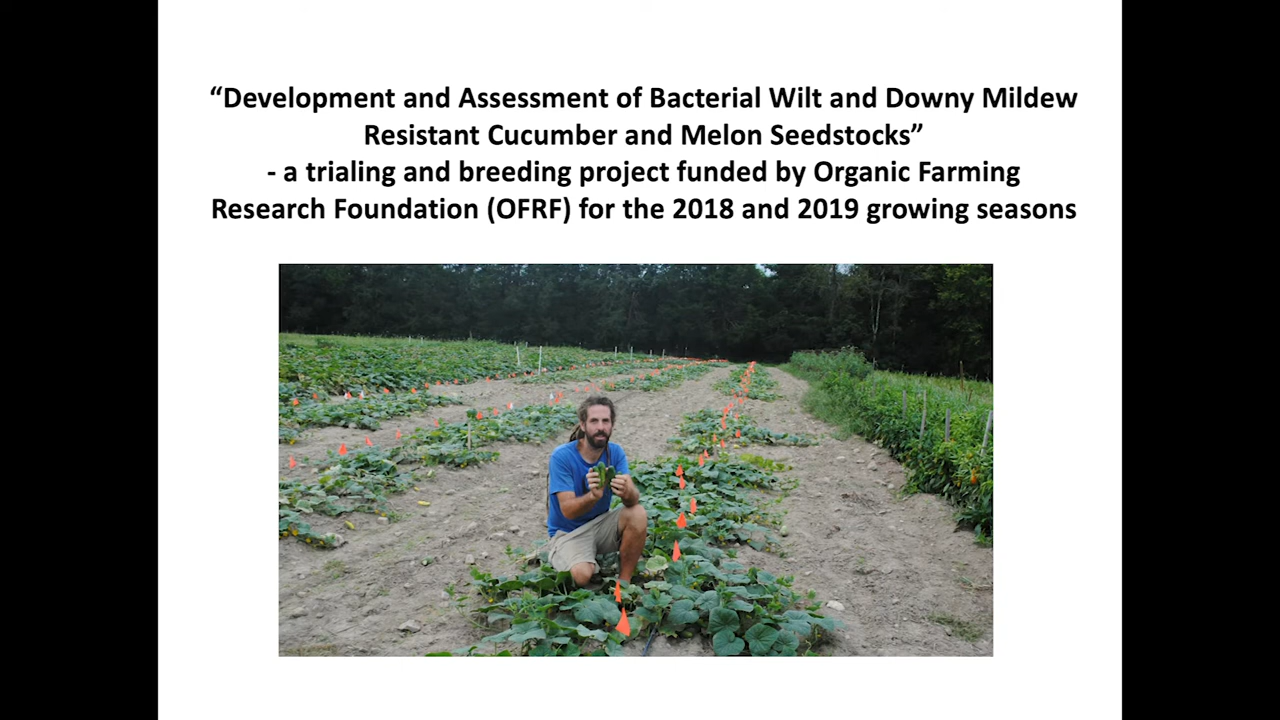 “Development and Assessment of Bacterial Wilt and Downy Mildew
Resistant Cucumber and Melon Seedstocks”
- a trialing and breeding project funded by Organic Farming
Research Foundation (OFRF) for the 2018 and 2019 growing seasons